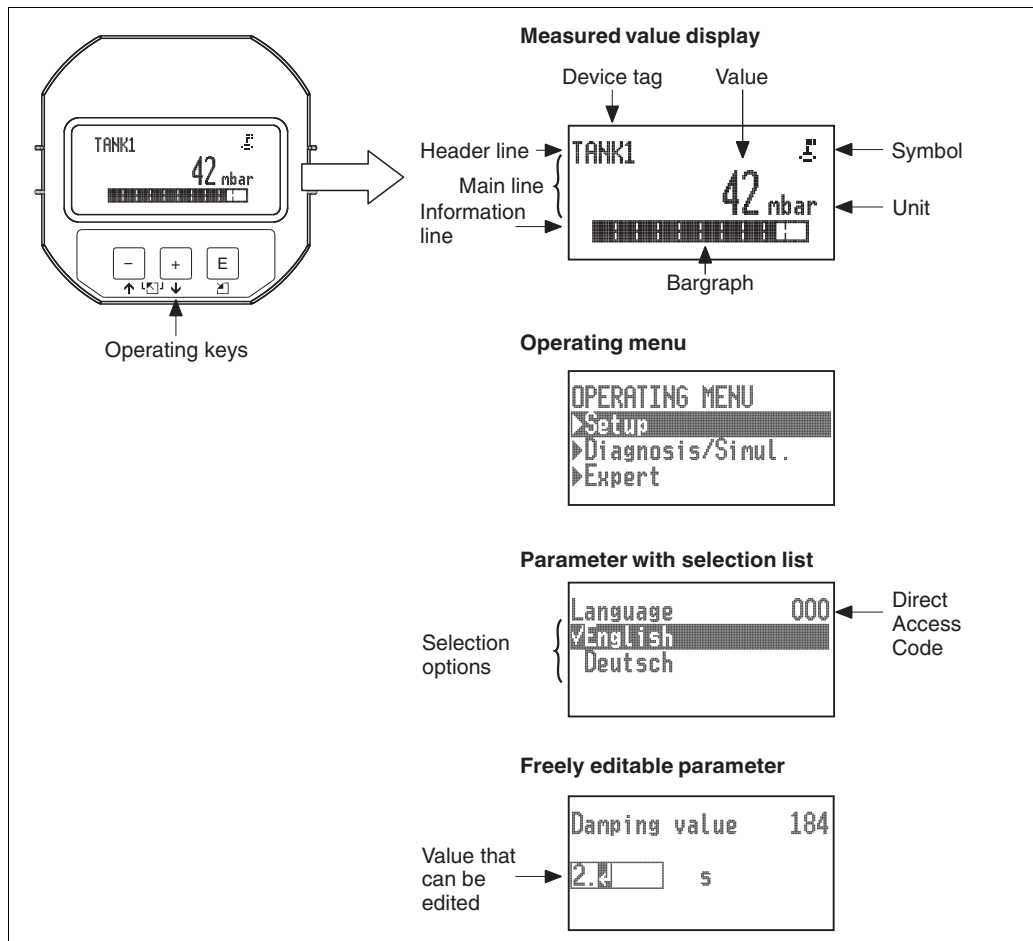 TANK1
42 mbar
- + E
Operating keys
Measured value display
Device tag Value
Header line
Main line
Information
line
TANK1
42 mbar
Symbol
Unit
Bargraph
Operating menu
OPERATING MENU
Setup
Diagnosis/Simul.
Expert
Parameter with selection list
Selection
options
Language 000
✓English
Deutsch
Direct
Access
Code
Freely editable parameter
Value that
can be
edited
Damping value 184
2. s